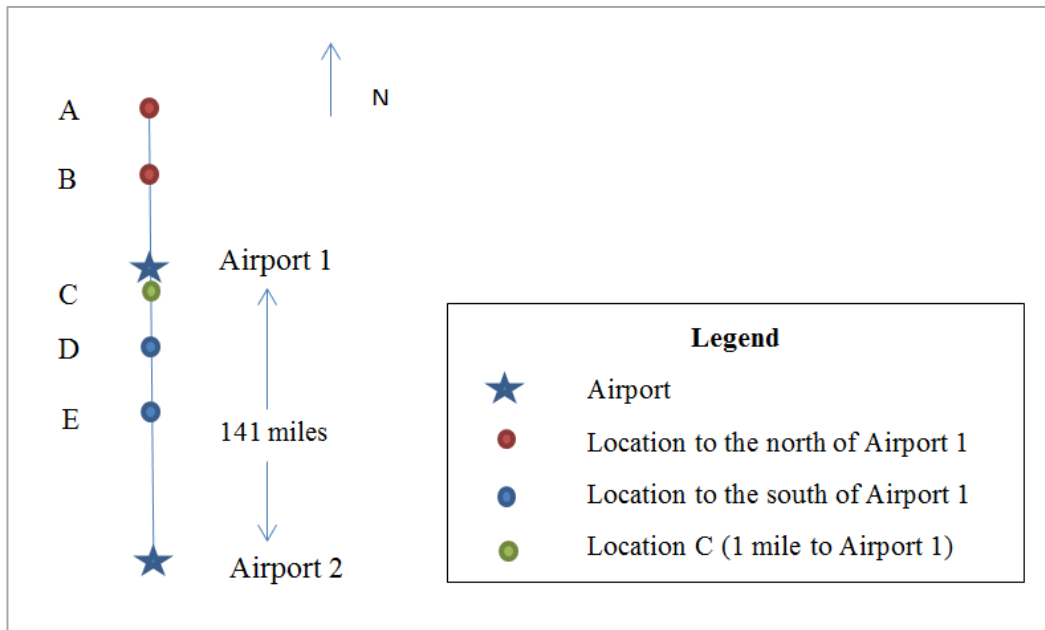 N
A
B
Airport 1
C
D
E
141 miles
Airport 2
Legend
Airport
Location to the north of Airport 1
Location to the south of Airport 1
Location C (1 mile to Airport 1)